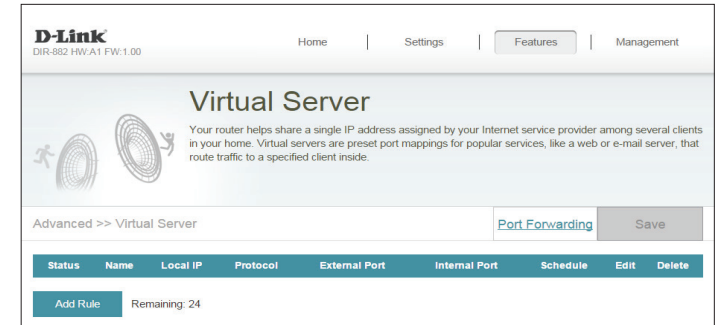 D-Link
DIR-882 HW:A1 FW:1.00
Home Settings Features Management
Virtual Server
Your router helps share a single IP address assigned by your Internet service provider among several clients
in your home. Virtual servers are preset port mappings for popular services, like a web or e-mail server, that
route traffic to a specified client inside.
Advanced >> Virtual Server Port Forwarding Save
Status Name Local IP Protocol External Port Internal Port Schedule Edit Delete
Add Rule Remaining: 24